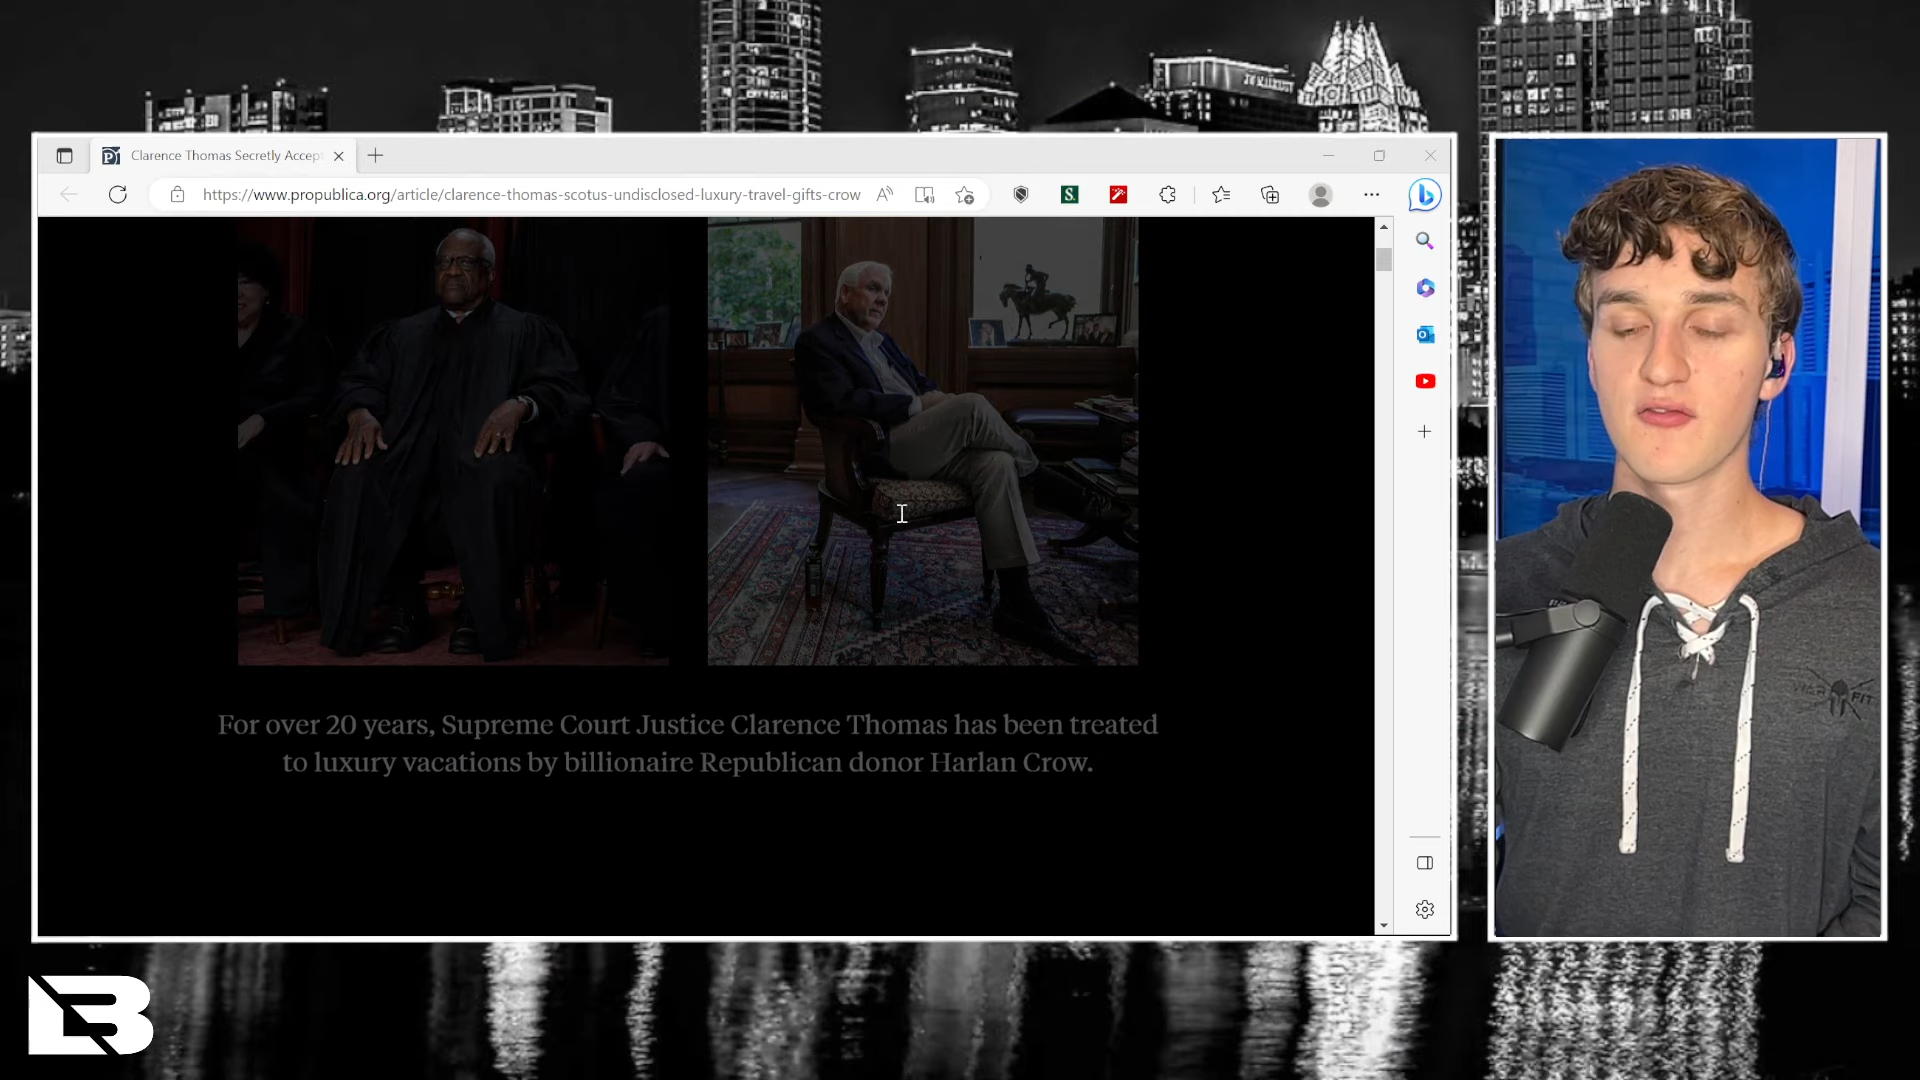 Clarence Thomas Secretly Accept
https://www.propublica.org/article/clarence-thomas-scotus-undisclosed-luxury-travel-gifts-crow
For over 20 years, Supreme Court Justice Clarence Thomas has been treated
to luxury vacations by billionaire Republican donor Harlan Crow.